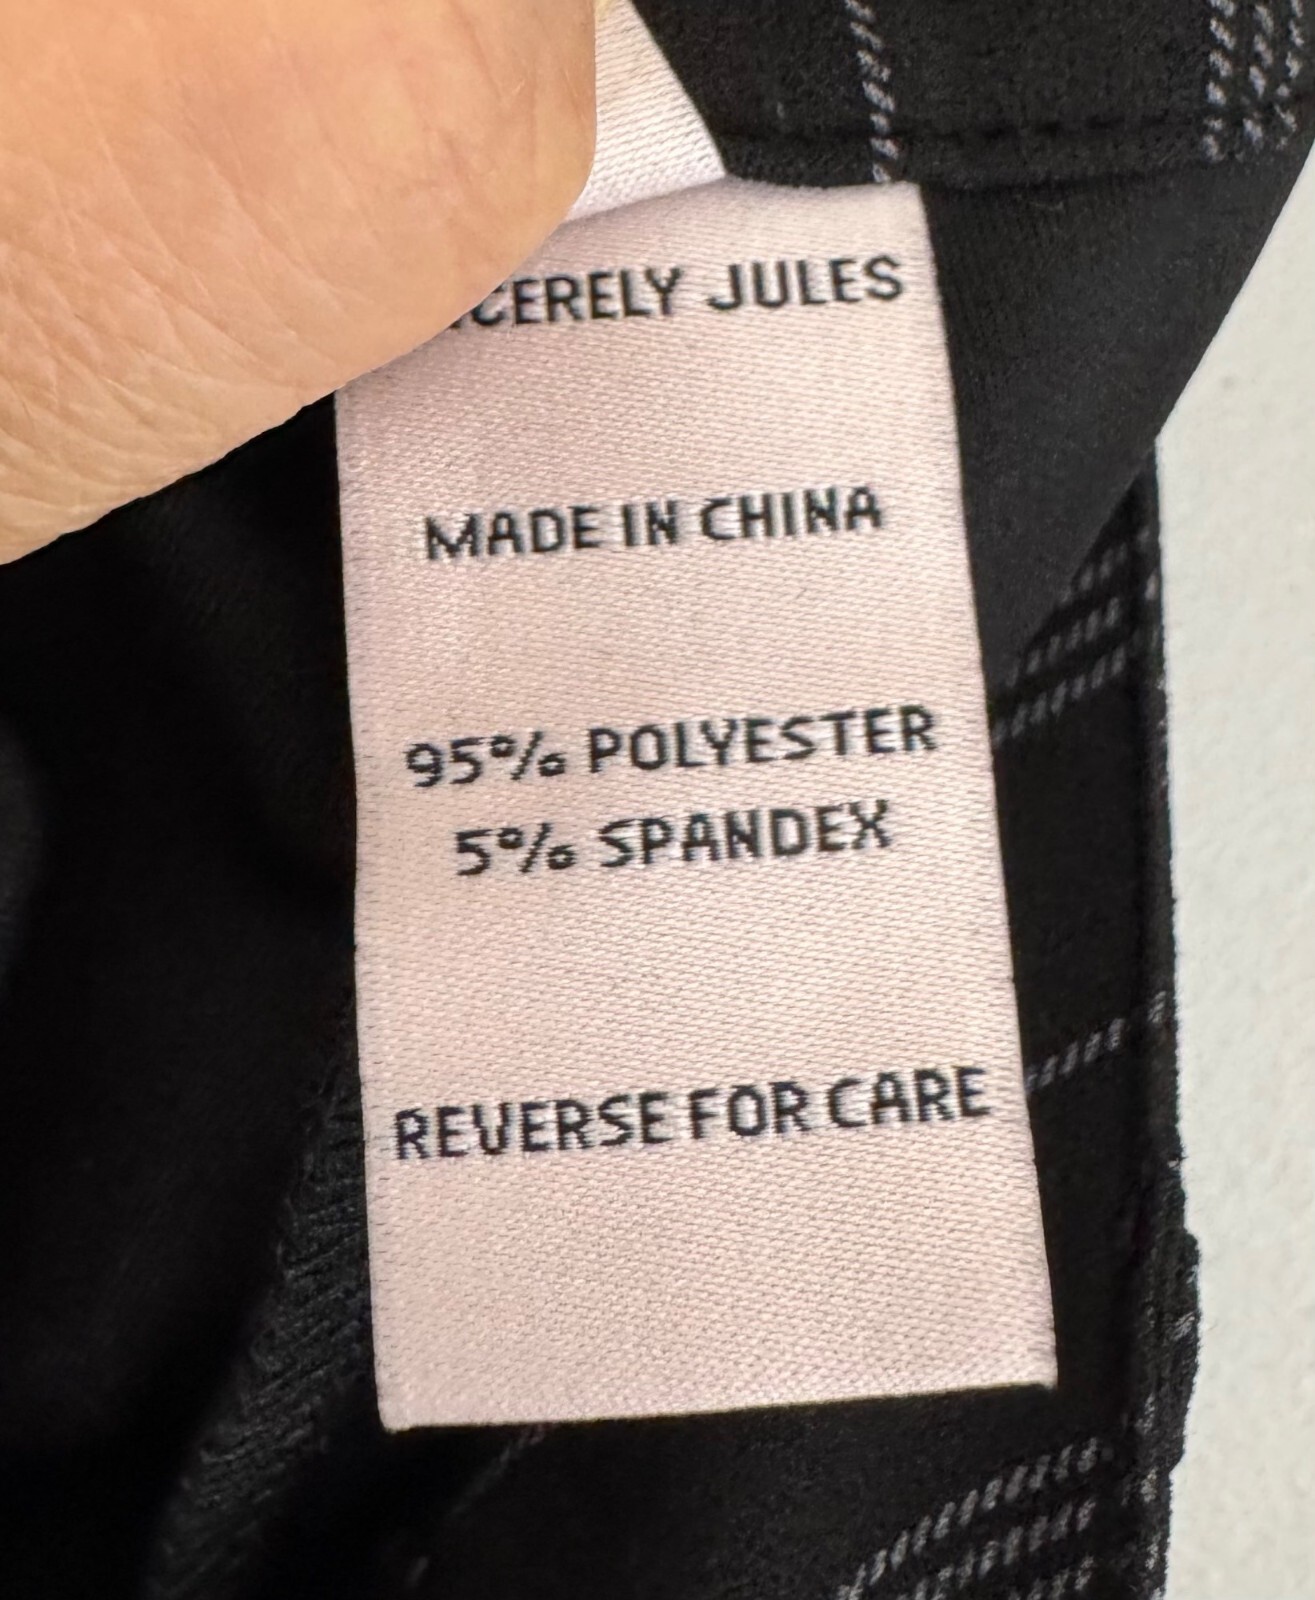 CERELY JULES
MADE IN CHINA
95% POLYESTER
5% SPANDEX
REVERSE FOR CARE